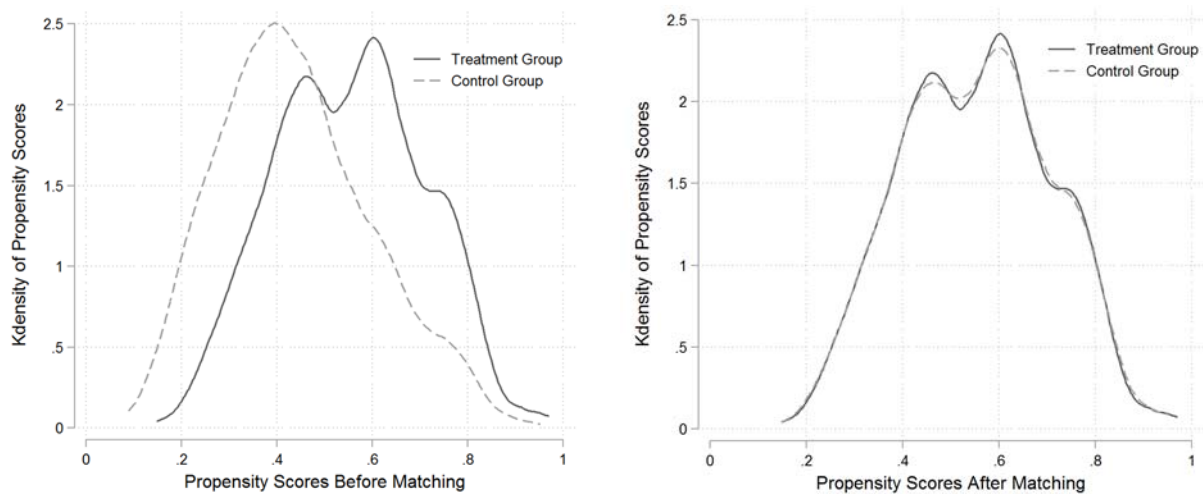 2.5
2
1.5
1
.5
0
Kdensity of Propensity Scores
Treatment Group
Control Group
0 .2 .4 .6 .8 1
Propensity Scores Before Matching
2.5
2
1.5
1
.5
0
Kdensity of Propensity Scores
Treatment Group
Control Group
0 .2 .4 .6 .8 1
Propensity Scores After Matching